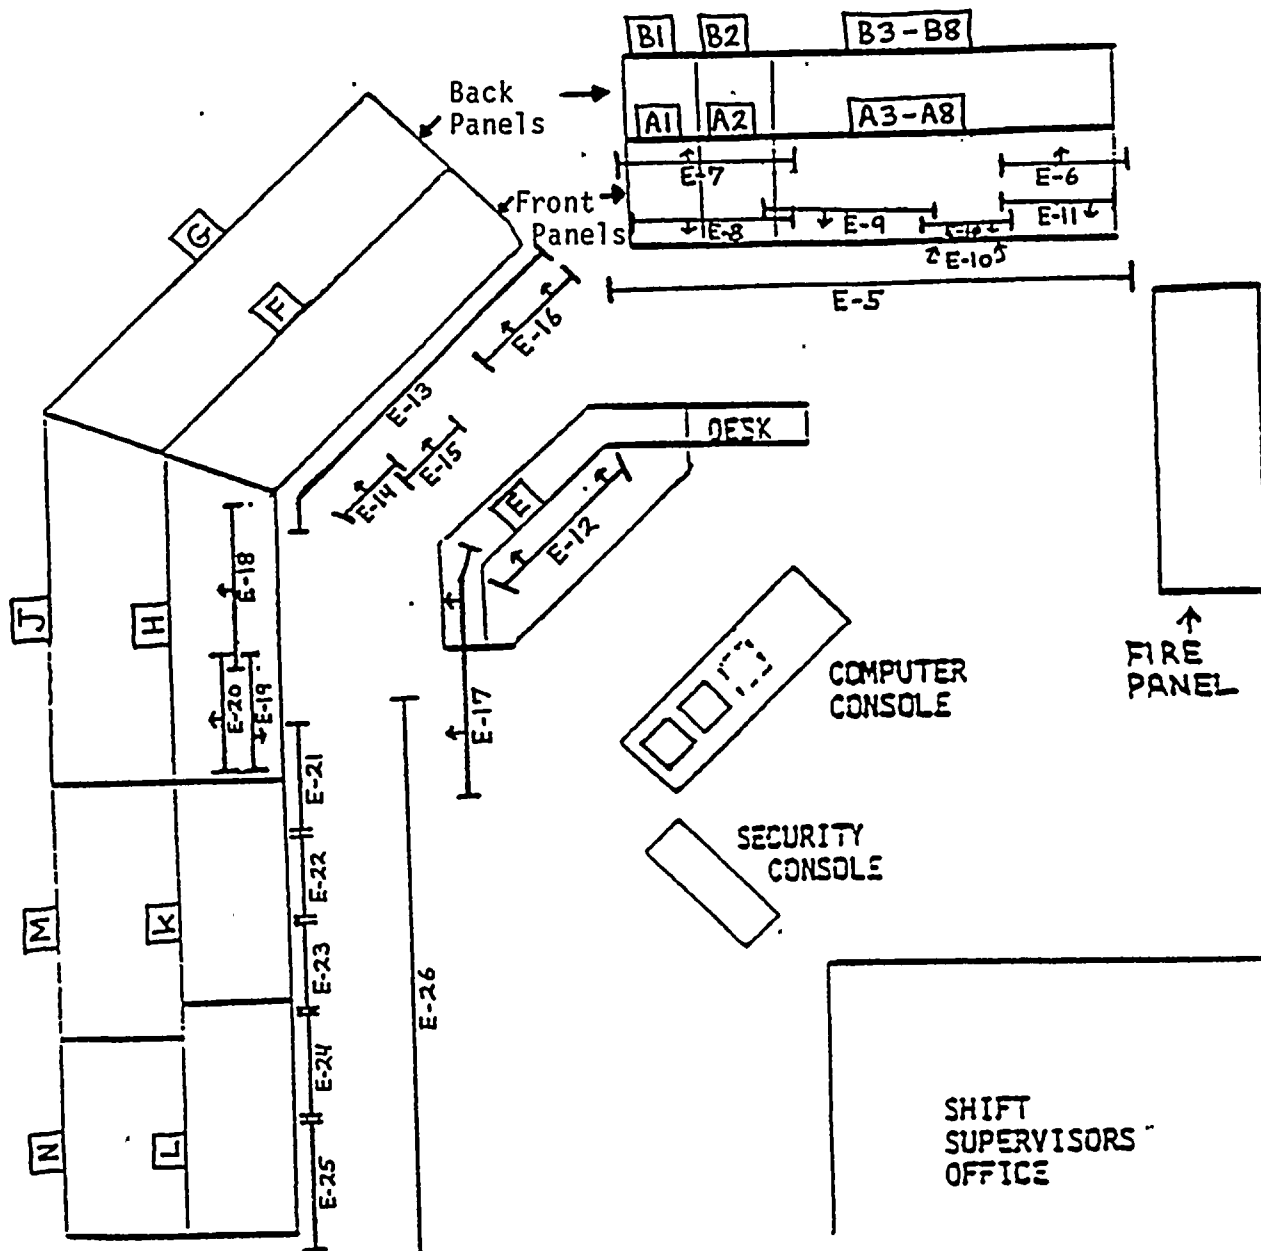 B1 B2 B3-B8
Back
Panels
A1 A2 A3-A8
E-7
E-6
Front
Panels
E-8
E-9
E-11
E-10
E-5
G
F
E-16
E-13
E-15
E-14
DESK
E
E-12
E-18
J
H
E-20
E-19
E-17
E-21
COMPUTER
CONSOLE
FIRE
PANEL
E-22
SECURITY
CONSOLE
M
K
E-23
E-26
E-24
N
L
E-25
SHIFT
SUPERVISORS
OFFICE